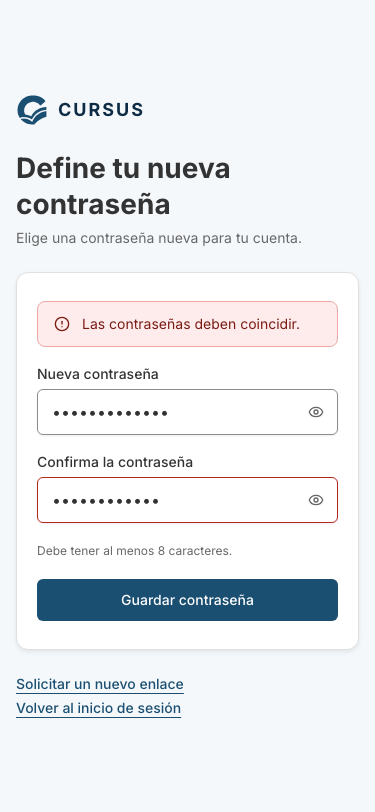 CURSUS
Define tu nueva
contraseña
Elige una contraseña nueva para tu cuenta.
Las contraseñas deben coincidir.
Nueva contraseña
•••••••••••••
Confirma la contraseña
••••••••••••
Debe tener al menos 8 caracteres.
Guardar contraseña
Solicitar un nuevo enlace
Volver al inicio de sesión